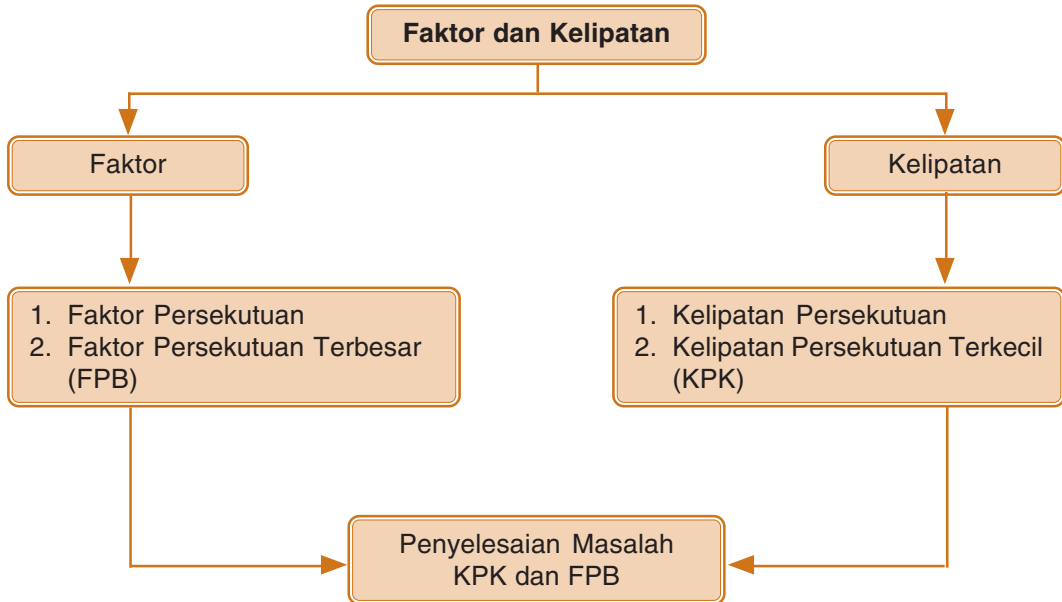 Faktor dan Kelipatan
Faktor
Kelipatan
1. Faktor Persekutuan
2. Faktor Persekutuan Terbesar
(FPB)
1. Kelipatan Persekutuan
2. Kelipatan Persekutuan Terkecil
(KPK)
Penyelesaian Masalah
KPK dan FPB